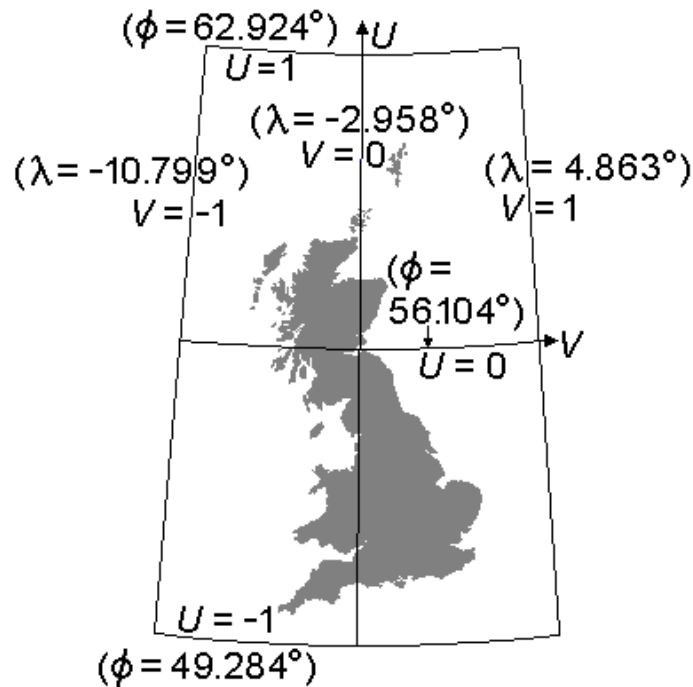 (ϕ = 62.924°)
U
U = 1
(λ = -2.958°)
V = 0
(λ = -10.799°)
V = -1
(λ = 4.863°)
V = 1
(ϕ =
56.104°)
V
U = 0
U = -1
(ϕ = 49.284°)